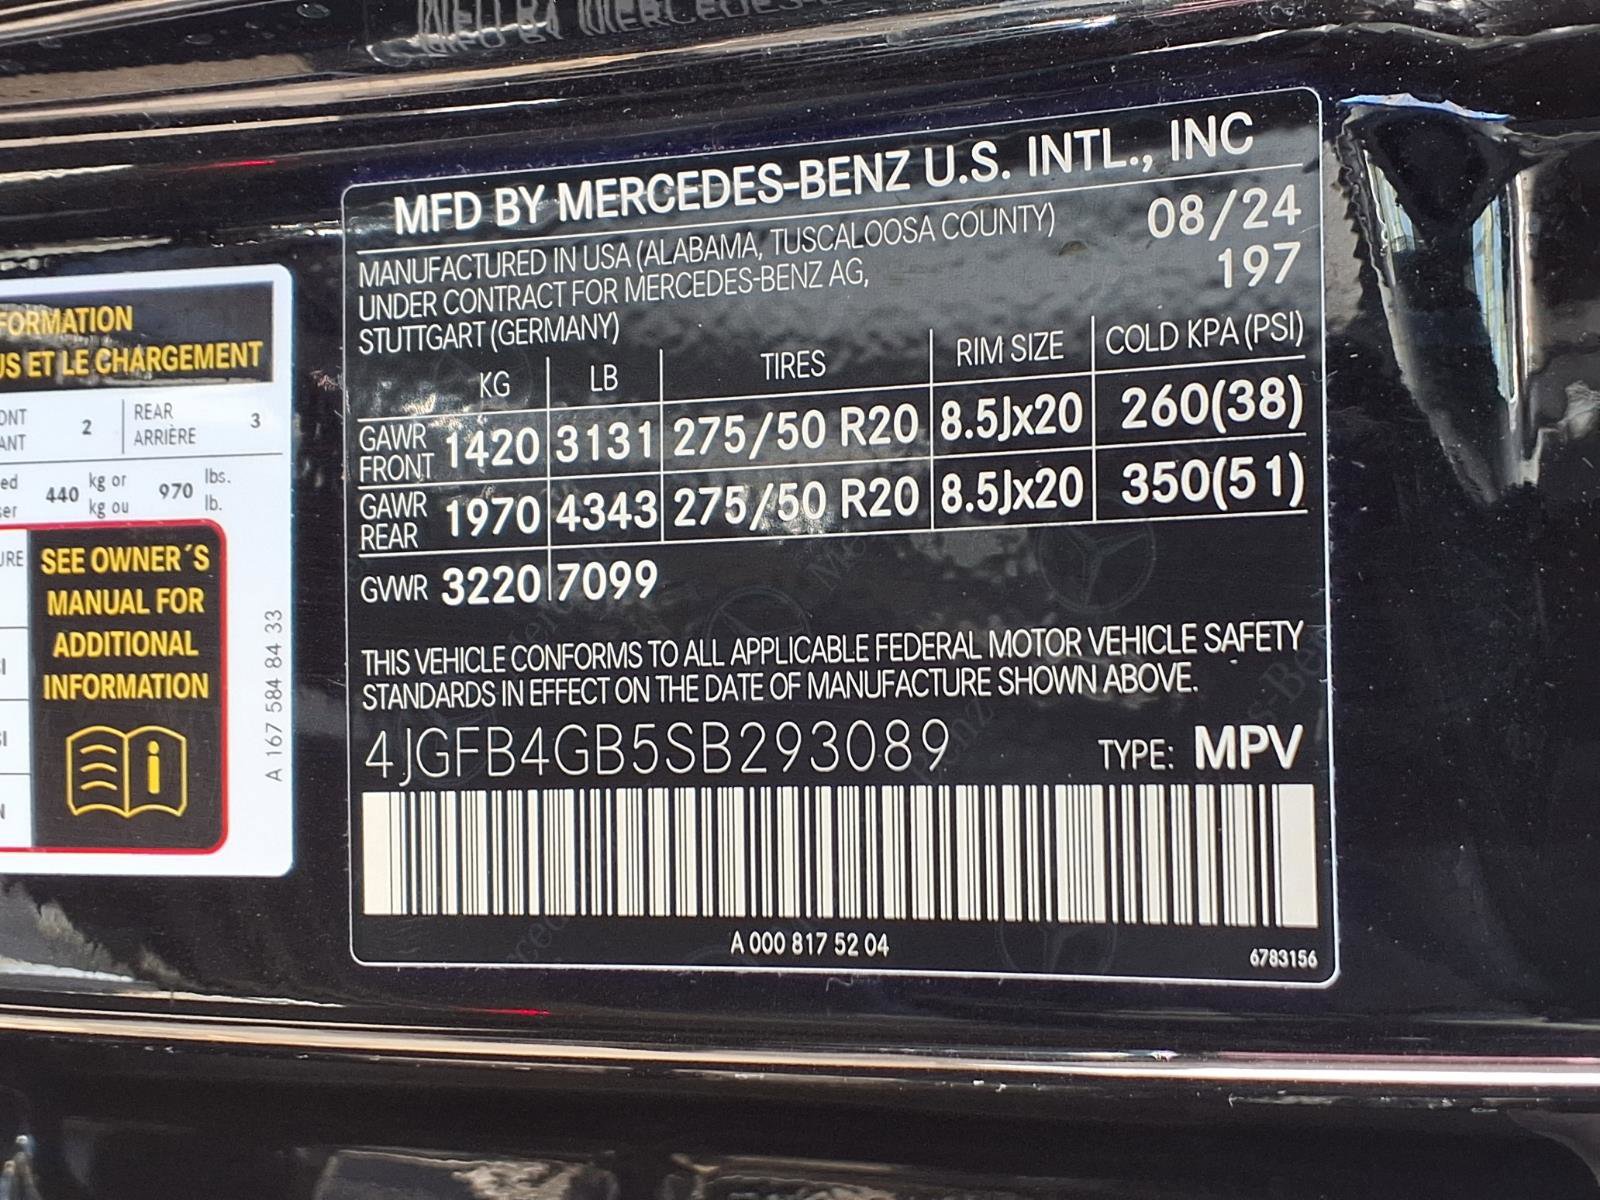 MFD BY MERCEDES-BENZ U.S. INTL., INC
MANUFACTURED IN USA (ALABAMA, TUSCALOOSA COUNTY) 08/24
UNDER CONTRACT FOR MERCEDES-BENZ AG, 197
STUTTGART (GERMANY)
KG LB TIRES RIM SIZE COLD KPA (PSI)
GAWR FRONT 1420 3131 275/50 R20 8.5Jx20 260(38)
GAWR REAR 1970 4343 275/50 R20 8.5Jx20 350(51)
GVWR 3220 7099
THIS VEHICLE CONFORMS TO ALL APPLICABLE FEDERAL MOTOR VEHICLE SAFETY
STANDARDS IN EFFECT ON THE DATE OF MANUFACTURE SHOWN ABOVE.
4JGFB4GB5SB293089 TYPE: MPV
A 000 817 52 04
6783156
FORMATION
US ET LE CHARGEMENT
ONT 2 REAR 3
ANT ARRIÈRE
ed 440 kg or 970 lbs.
ser kg ou lb.
URE
SEE OWNER´S
MANUAL FOR
ADDITIONAL
INFORMATION
A 167 584 84 33